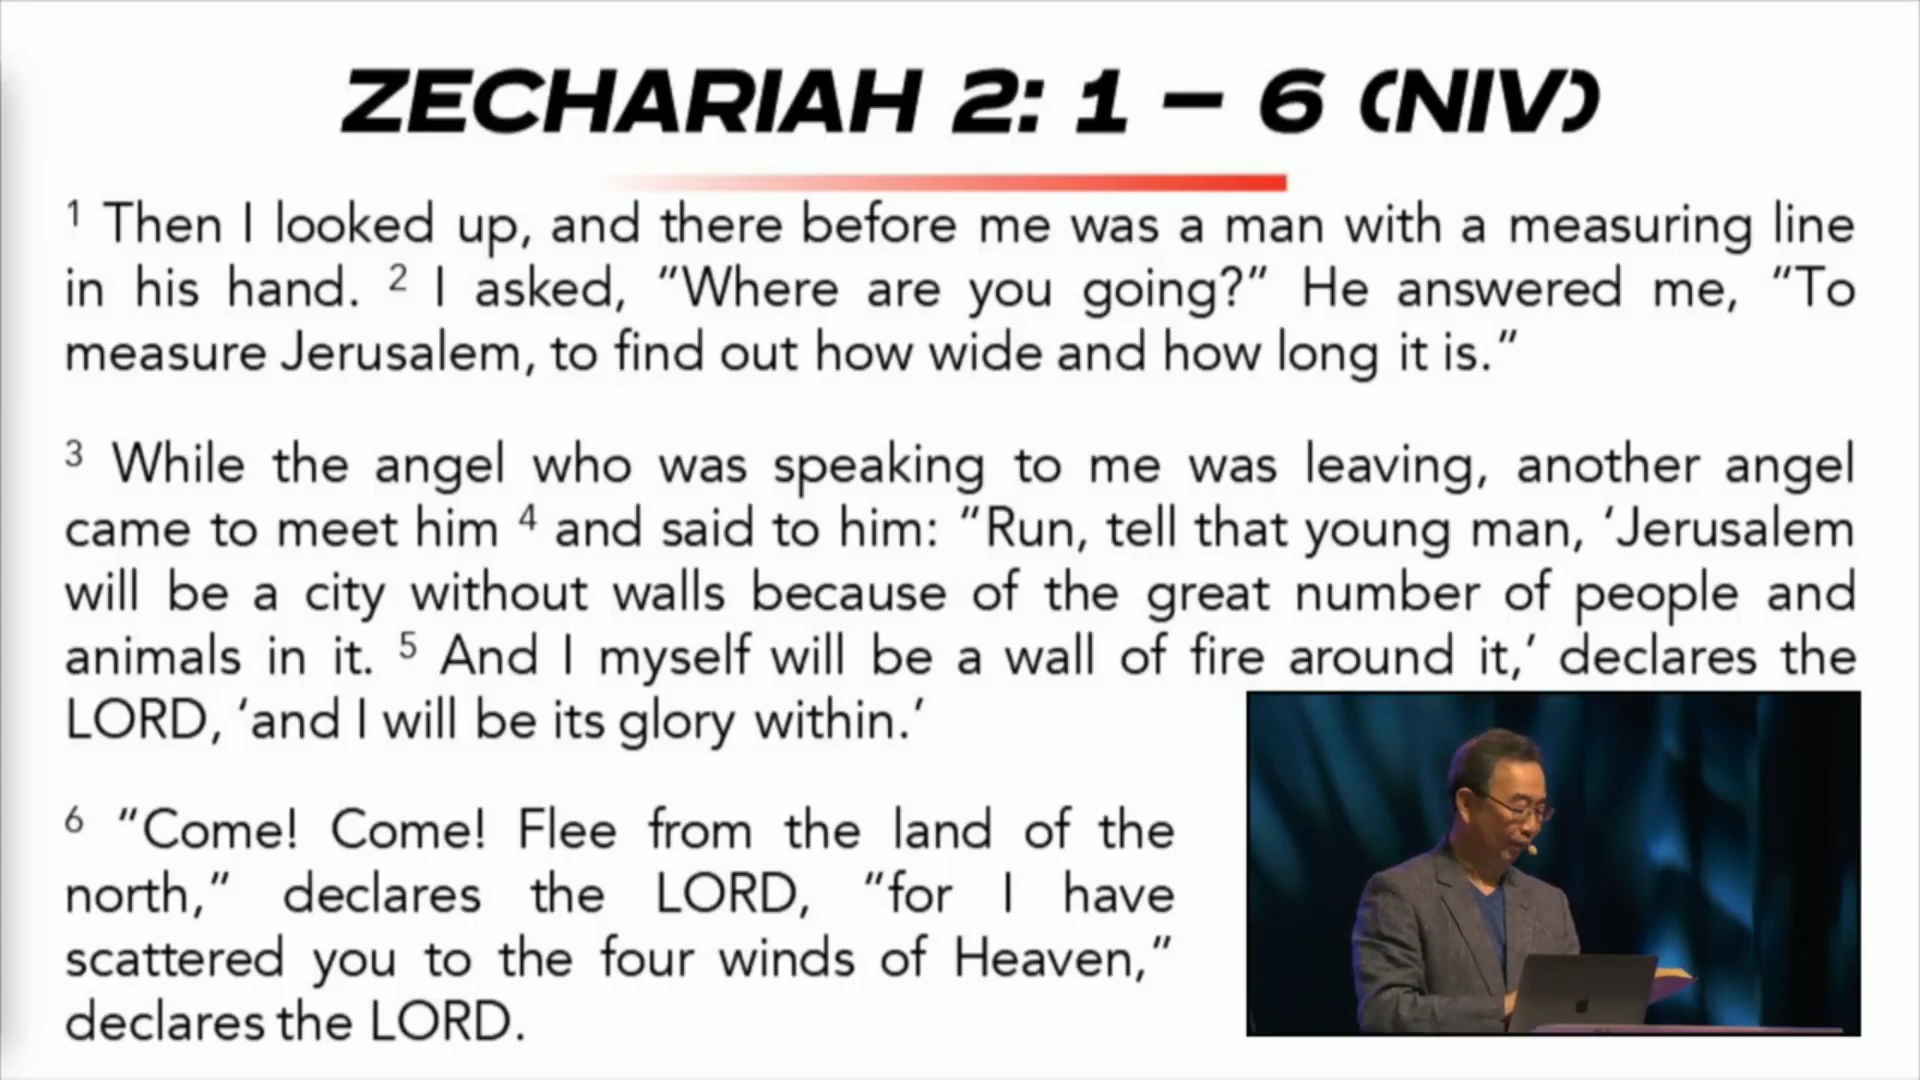 ZECHARIAH 2: 1 – 6 (NIV)
1 Then I looked up, and there before me was a man with a measuring line
in his hand. 2 I asked, “Where are you going?” He answered me, “To
measure Jerusalem, to find out how wide and how long it is.”
3 While the angel who was speaking to me was leaving, another angel
came to meet him 4 and said to him: “Run, tell that young man, ‘Jerusalem
will be a city without walls because of the great number of people and
animals in it. 5 And I myself will be a wall of fire around it,’ declares the
LORD, ‘and I will be its glory within.’
6 “Come! Come! Flee from the land of the
north,” declares the LORD, “for I have
scattered you to the four winds of Heaven,”
declares the LORD.